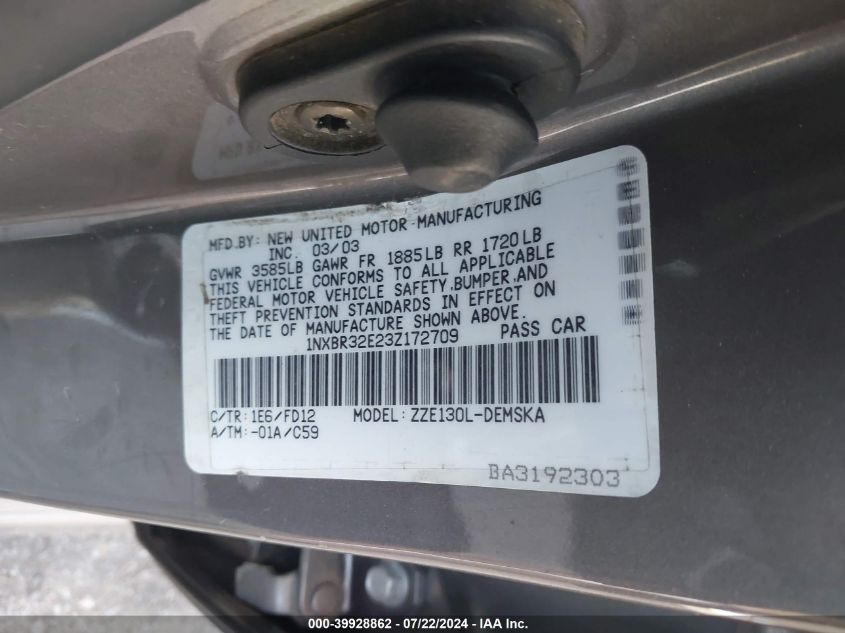 MFD.BY: NEW UNITED MOTOR MANUFACTURING
INC. 03/03
GVWR 3585LB GAWR FR 1885LB RR 1720LB
THIS VEHICLE CONFORMS TO ALL APPLICABLE
FEDERAL MOTOR VEHICLE SAFETY,BUMPER,AND
THEFT PREVENTION STANDARDS IN EFFECT ON
THE DATE OF MANUFACTURE SHOWN ABOVE.
1NXBR32E23Z172709 PASS CAR
C/TR:1E6/FD12 MODEL:ZZE130L-DEMSKA
A/TM:-01A/C59
BA3192303
000-39928862 - 07/22/2024 - IAAI.COM